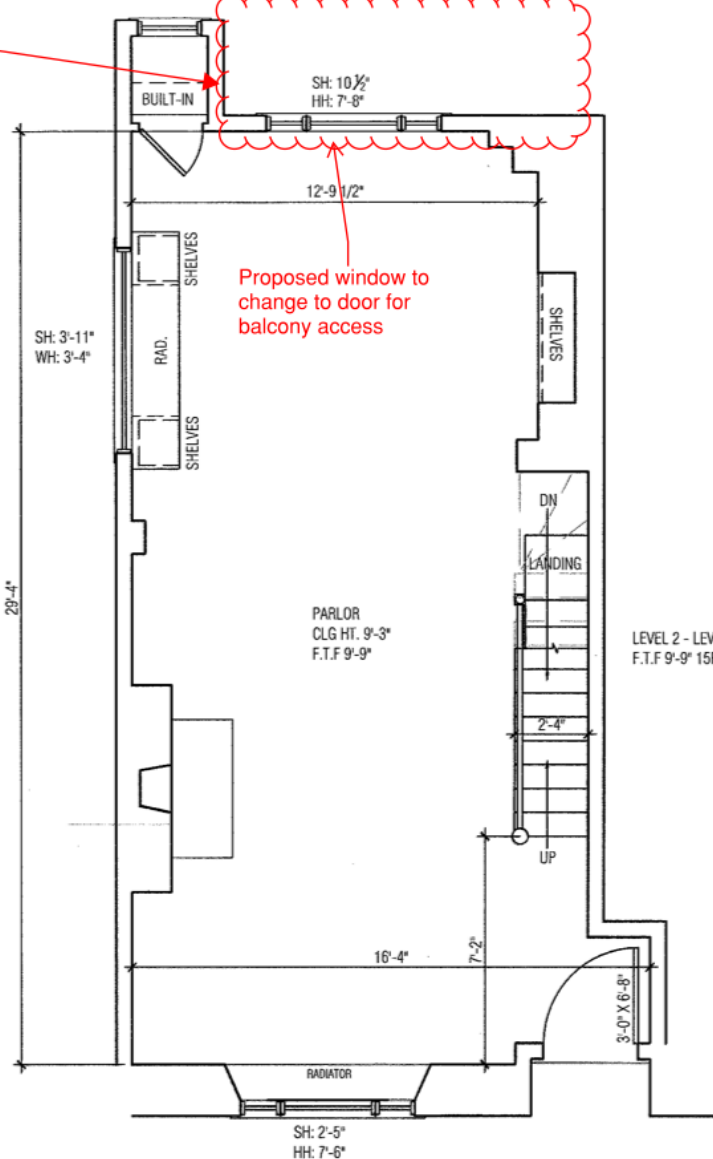 SH: 10 ½"
HH: 7'-8"
BUILT-IN
12'-9 1/2"
Proposed window to
change to door for
balcony access
SHELVES
RAD.
SHELVES
SHELVES
SH: 3'-11"
WH: 3'-4"
29'-4"
DN
LANDING
PARLOR
CLG HT. 9'-3"
F.T.F 9'-9"
LEVEL 2 - LEV
F.T.F 9'-9" 15
2'-4"
UP
7'-2"
16'-4"
3'-0" X 6'-8"
RADIATOR
SH: 2'-5"
HH: 7'-6"